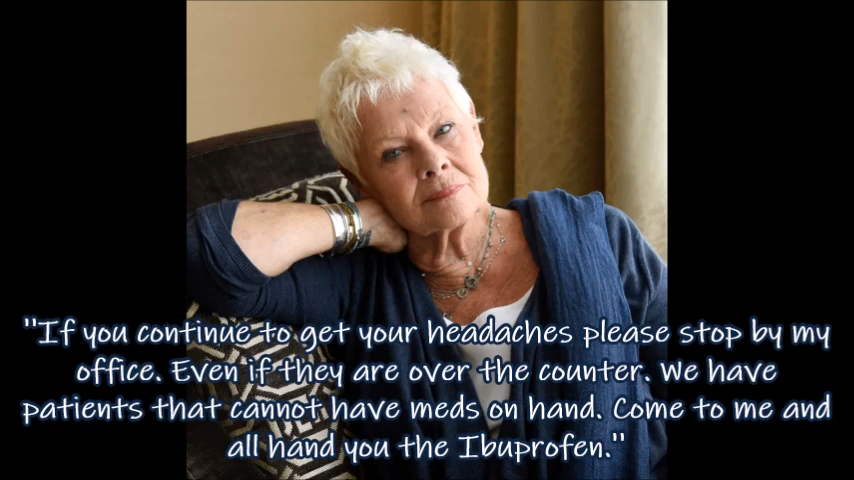 "If you continue to get your headaches please stop by my
office. Even if they are over the counter. We have
patients that cannot have meds on hand. Come to me and
all hand you the Ibuprofen."